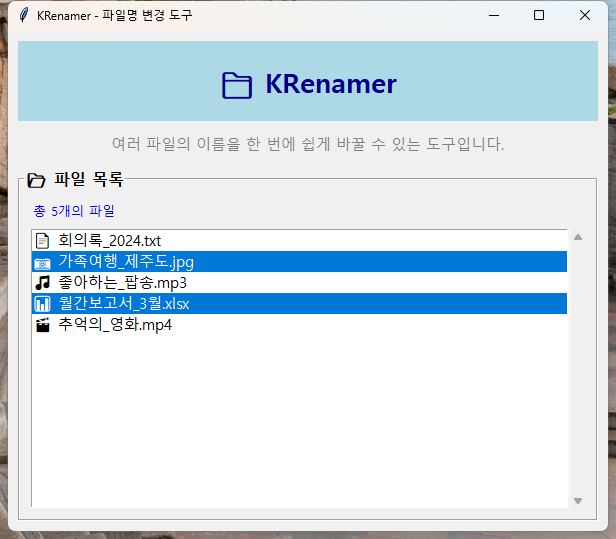 KRenamer - 파일명 변경 도구
KRenamer
여러 파일의 이름을 한 번에 쉽게 바꿀 수 있는 도구입니다.
파일 목록
총 5개의 파일
회의록_2024.txt
가족여행_제주도.jpg
좋아하는_팝송.mp3
월간보고서_3월.xlsx
추억의_영화.mp4